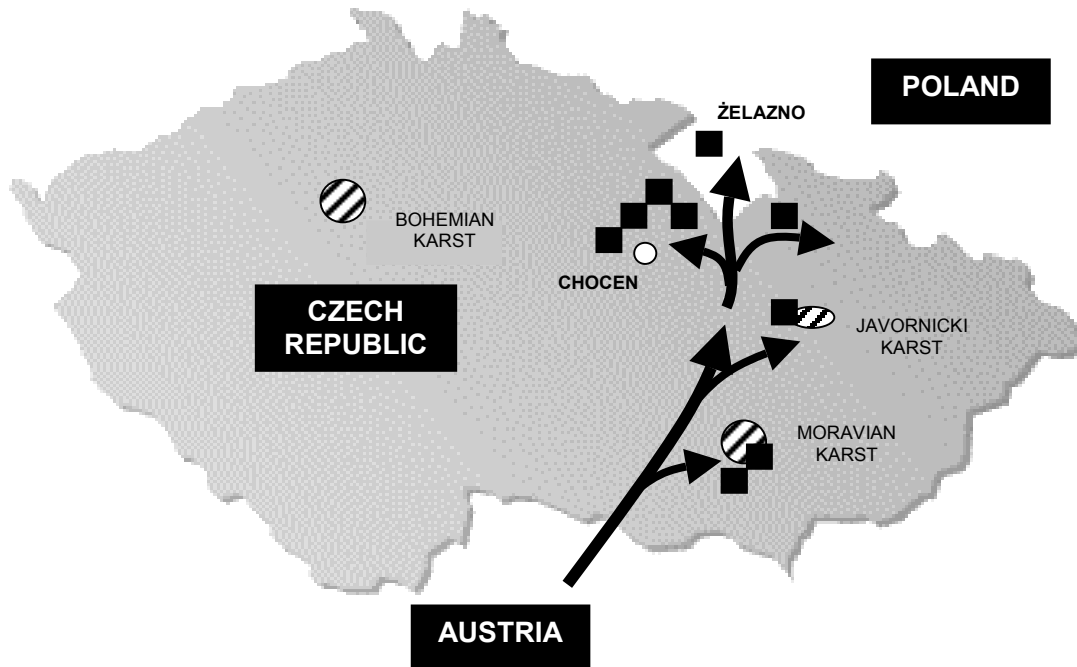 POLAND
ŻELAZNO
BOHEMIAN
KARST
CHOCEN
CZECH
REPUBLIC
JAVORNICKI
KARST
MORAVIAN
KARST
AUSTRIA